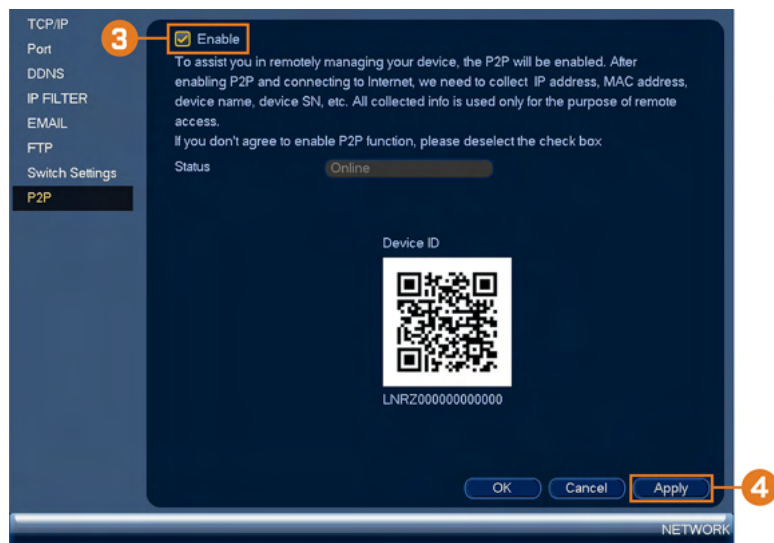 TCP/IP
Port
DDNS
IP FILTER
EMAIL
FTP
Switch Settings
P2P
3
Enable
To assist you in remotely managing your device, the P2P will be enabled. After
enabling P2P and connecting to Internet, we need to collect IP address, MAC address,
device name, device SN, etc. All collected info is used only for the purpose of remote
access.
If you don't agree to enable P2P function, please deselect the check box
Status Online
Device ID
LNRZ000000000000
OK Cancel Apply 4
NETWORK